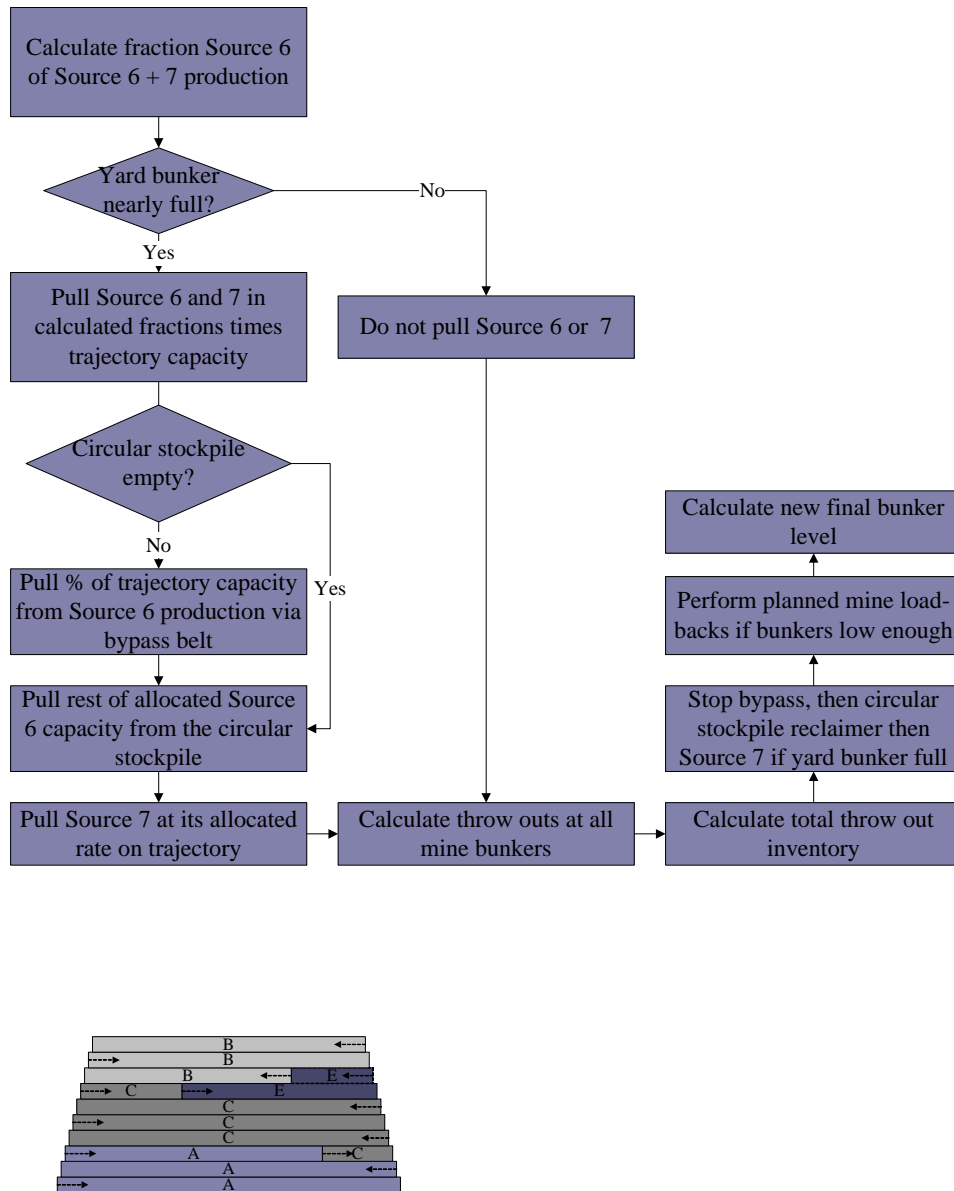 Calculate fraction Source 6
of Source 6 + 7 production
Yard bunker
nearly full?
No
Yes
Pull Source 6 and 7 in
calculated fractions times
trajectory capacity
Do not pull Source 6 or 7
Circular stockpile
empty?
No
Yes
Pull % of trajectory capacity
from Source 6 production via
bypass belt
Pull rest of allocated Source
6 capacity from the circular
stockpile
Pull Source 7 at its allocated
rate on trajectory
Calculate throw outs at all
mine bunkers
Calculate new final bunker
level
Perform planned mine load-
backs if bunkers low enough
Stop bypass, then circular
stockpile reclaimer then
Source 7 if yard bunker full
Calculate total throw out
inventory
B
B
B E
C E
C
C
C
A C
A
A